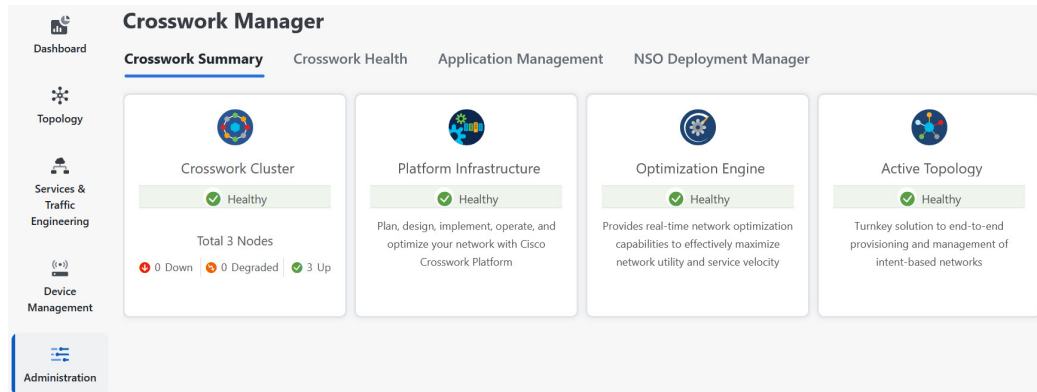 Crosswork Manager
Dashboard
Crosswork Summary Crosswork Health Application Management NSO Deployment Manager
Topology
Services &
Traffic
Engineering
Device
Management
Administration
Crosswork Cluster
Healthy
Total 3 Nodes
0 Down 0 Degraded 3 Up
Platform Infrastructure
Healthy
Plan, design, implement, operate, and
optimize your network with Cisco
Crosswork Platform
Optimization Engine
Healthy
Provides real-time network optimization
capabilities to effectively maximize
network utility and service velocity
Active Topology
Healthy
Turnkey solution to end-to-end
provisioning and management of
intent-based networks